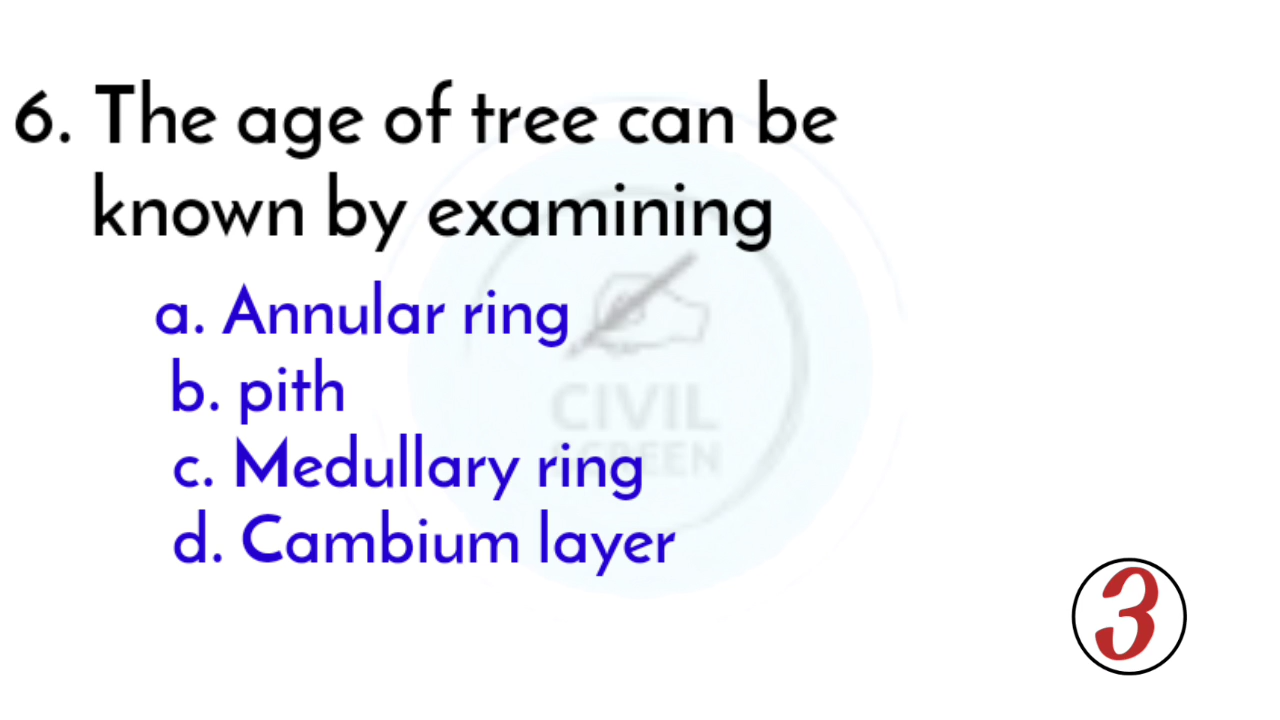 6. The age of tree can be
known by examining
a. Annular ring
b. pith
c. Medullary ring
d. Cambium layer
CIVIL
SCREEN
3